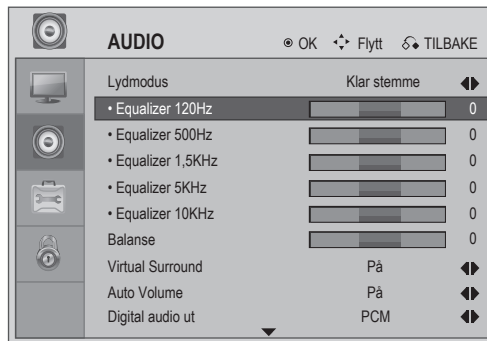 AUDIO OK Flytt TILBAKE
Lydmodus Klar stemme
• Equalizer 120Hz 0
• Equalizer 500Hz 0
• Equalizer 1,5KHz 0
• Equalizer 5KHz 0
• Equalizer 10KHz 0
Balanse 0
Virtual Surround På
Auto Volume På
Digital audio ut PCM